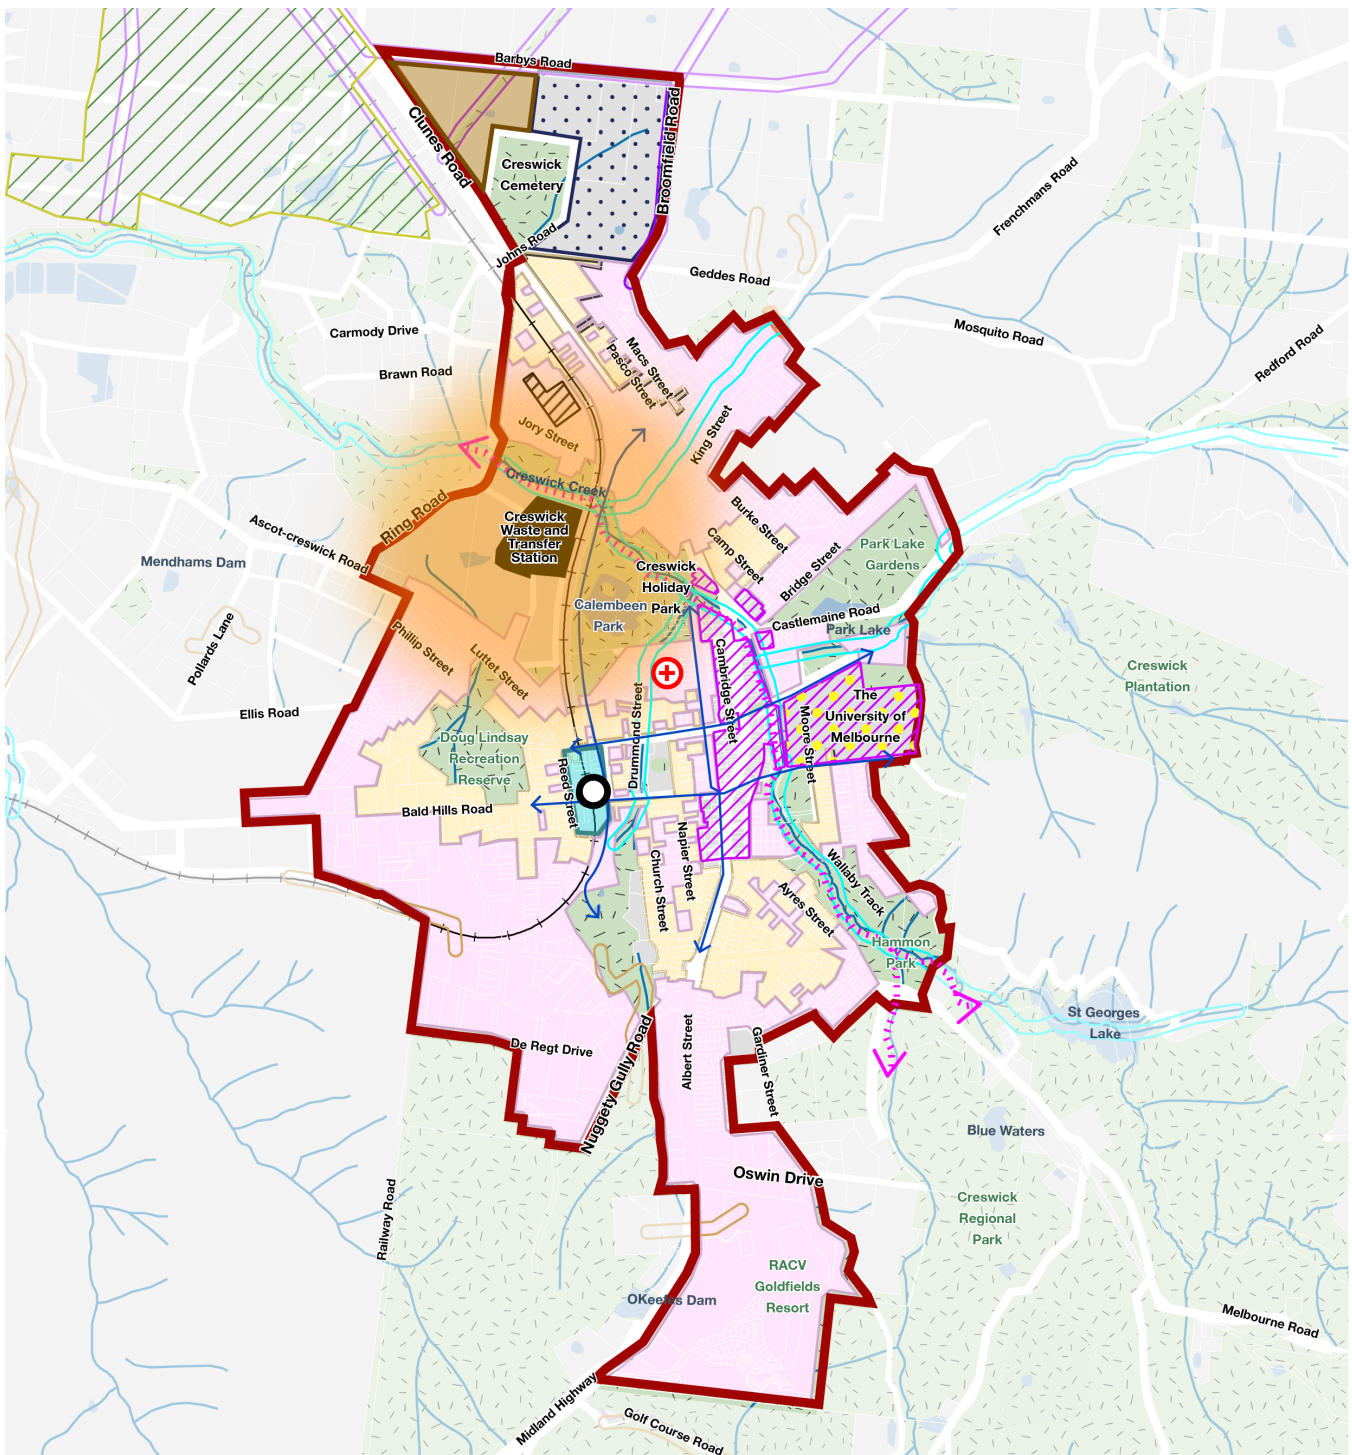 Barbys Road
Clunes Road
Broomfield Road
Creswick
Cemetery
Johns Road
Frenchmans Road
Geddes Road
Carmody Drive
Mosquito Road
Redford Road
Brawn Road
Macs Street
Pasco Street
Jory Street
King Street
Creswick Creek
Ring Road
Ascot-creswick Road
Creswick
Waste and
Transfer
Station
Burke Street
Camp Street
Bridge Street
Park Lake
Gardens
Mendhams Dam
Creswick
Holiday
Park
Calembeen
Park
Castlemaine Road
Park Lake
Pollards Lane
Phillip Street
Luttet Street
Cambridge Street
Creswick
Plantation
Ellis Road
Drummond Street
The
University of
Melbourne
Moore Street
Doug Lindsay
Recreation
Reserve
Reed Street
Bald Hills Road
Napier Street
Church Street
Wallaby Track
Ayres Street
Hammon
Park
St Georges
Lake
De Regt Drive
Nuggety Gully Road
Albert Street
Gardiner Street
Blue Waters
Oswin Drive
Railway Road
Creswick
Regional
Park
RACV
Goldfields
Resort
OKeefes Dam
Melbourne Road
Midland Highway
Golf Course Road